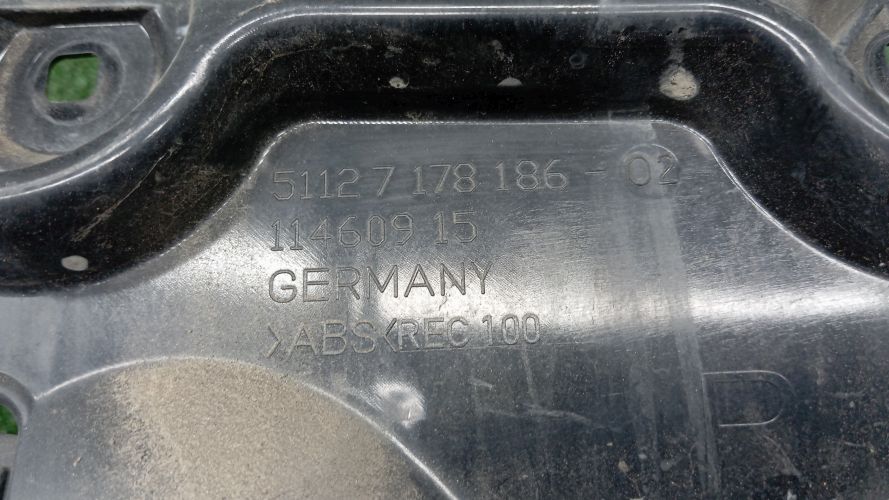 5112 7 178 186 - 02
114609 15
GERMANY
>ABS<REC 100
D